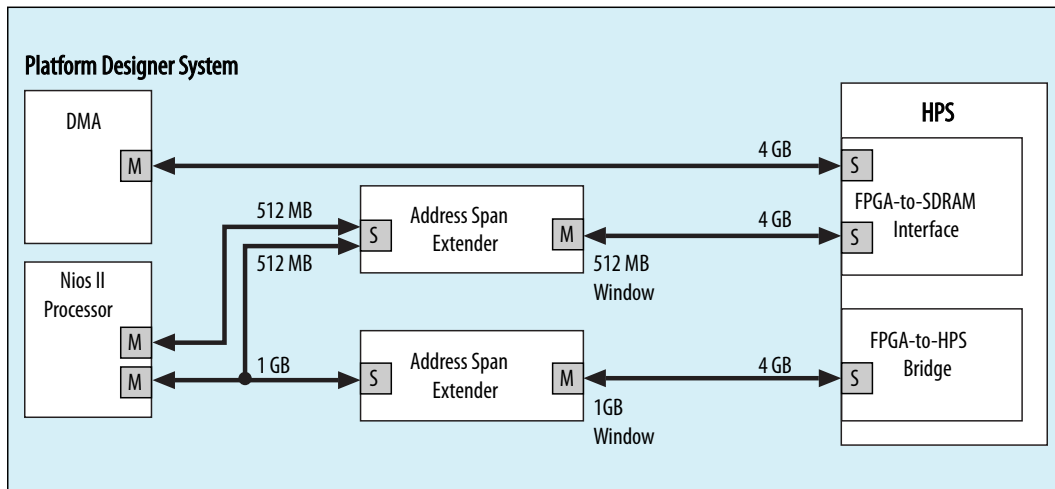 Platform Designer System
DMA
M
4 GB
HPS
S
FPGA-to-SDRAM
Interface
S
512 MB
S
512 MB
Address Span
Extender
M
512 MB
Window
4 GB
Nios II
Processor
M
M
1 GB
S
Address Span
Extender
M
1GB
Window
4 GB
S
FPGA-to-HPS
Bridge